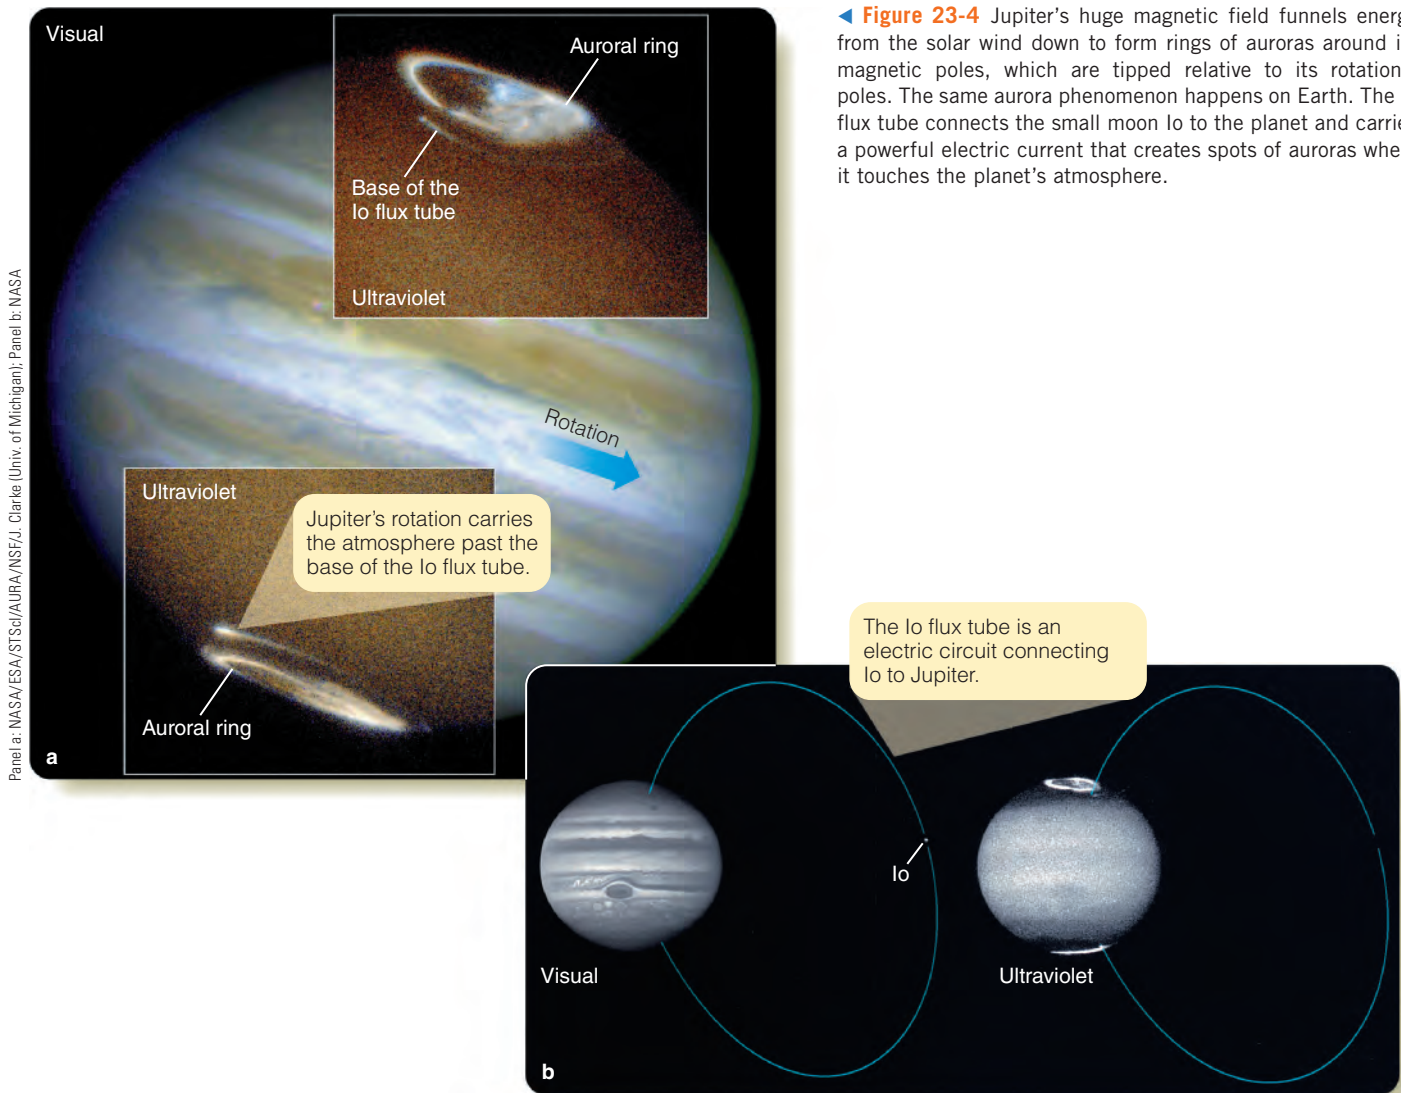 Visual
Auroral ring
Base of the
Io flux tube
Ultraviolet
Rotation
Ultraviolet
Jupiter's rotation carries
the atmosphere past the
base of the Io flux tube.
Auroral ring
a
Panel a: NASA/ESA/STScI/AURA/NSF/J. Clarke (Univ. of Michigan); Panel b: NASA
◀ Figure 23-4 Jupiter's huge magnetic field funnels energ
from the solar wind down to form rings of auroras around i
magnetic poles, which are tipped relative to its rotation
poles. The same aurora phenomenon happens on Earth. The
flux tube connects the small moon Io to the planet and carrie
a powerful electric current that creates spots of auroras whe
it touches the planet's atmosphere.
The Io flux tube is an
electric circuit connecting
Io to Jupiter.
Io
Visual
Ultraviolet
b